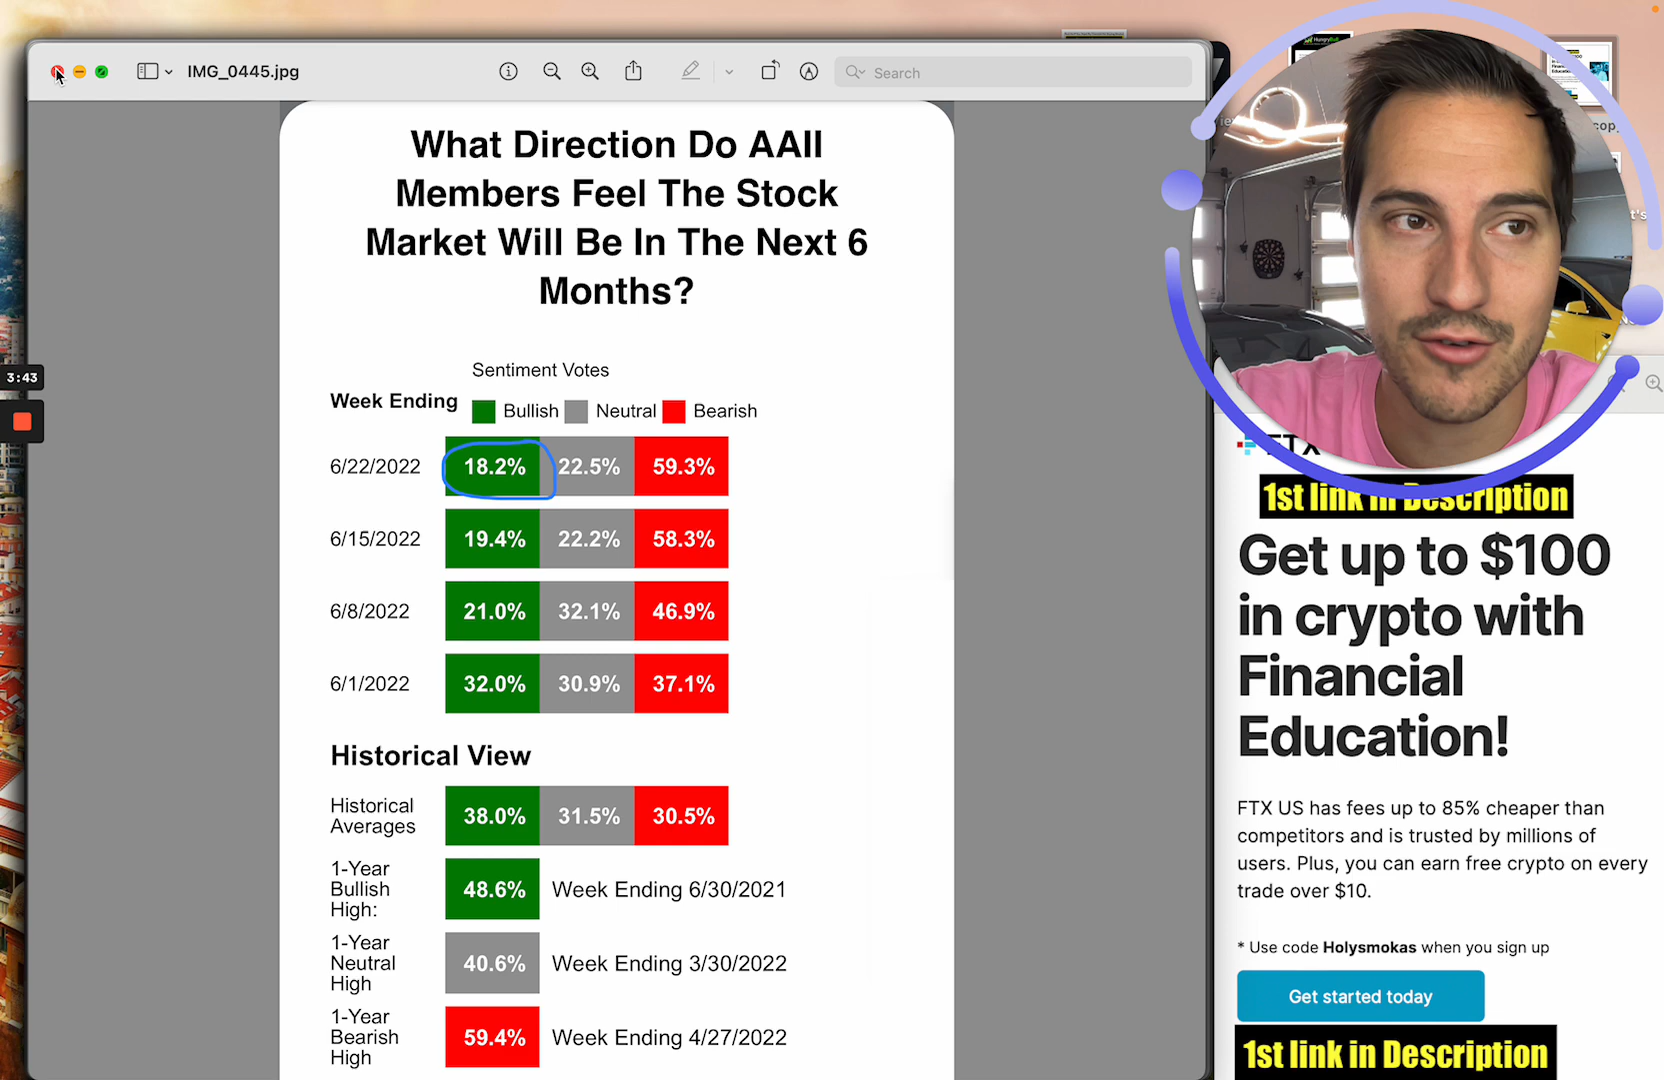 IMG_0445.jpg
Search
What Direction Do AAII
Members Feel The Stock
Market Will Be In The Next 6
Months?
Sentiment Votes
Week Ending
Bullish Neutral Bearish
6/22/2022 18.2% 22.5% 59.3%
6/15/2022 19.4% 22.2% 58.3%
6/8/2022 21.0% 32.1% 46.9%
6/1/2022 32.0% 30.9% 37.1%
Historical View
Historical
Averages
38.0% 31.5% 30.5%
1-Year
Bullish
High:
48.6% Week Ending 6/30/2021
1-Year
Neutral
High
40.6% Week Ending 3/30/2022
1-Year
Bearish
High
59.4% Week Ending 4/27/2022
3:43
FTX
1st link in Description
Get up to $100
in crypto with
Financial
Education!
FTX US has fees up to 85% cheaper than
competitors and is trusted by millions of
users. Plus, you can earn free crypto on every
trade over $10.
* Use code Holysmokas when you sign up
Get started today
1st link in Description